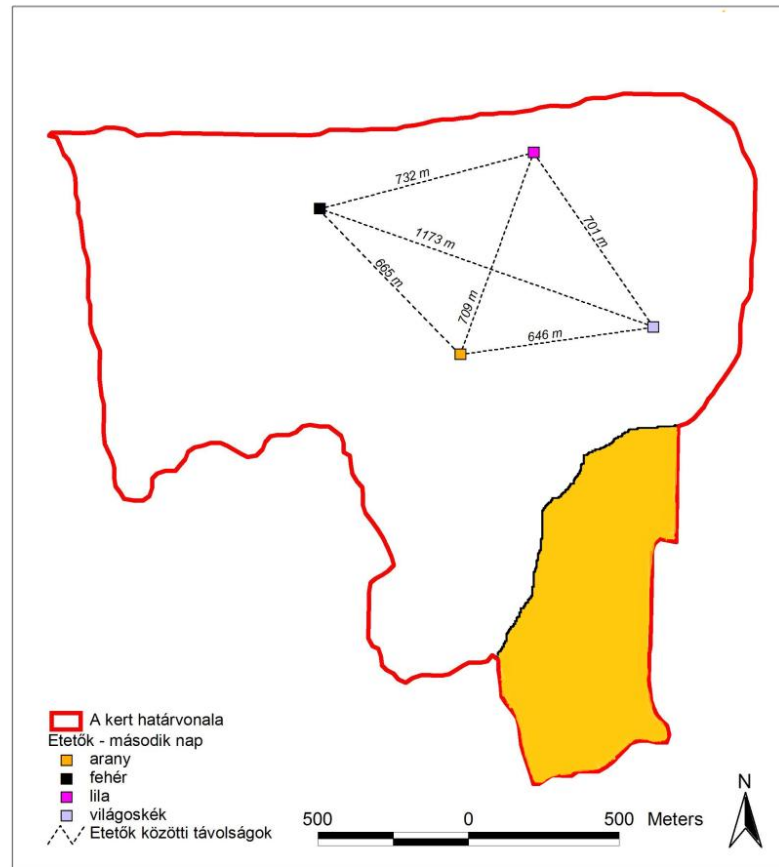 732 m
1173 m
701 m
665 m
709 m
646 m
A kert határvonala
Etetők - második nap
arany
fehér
lila
világoskék
Etetők közötti távolságok
500 0 500 Meters
N